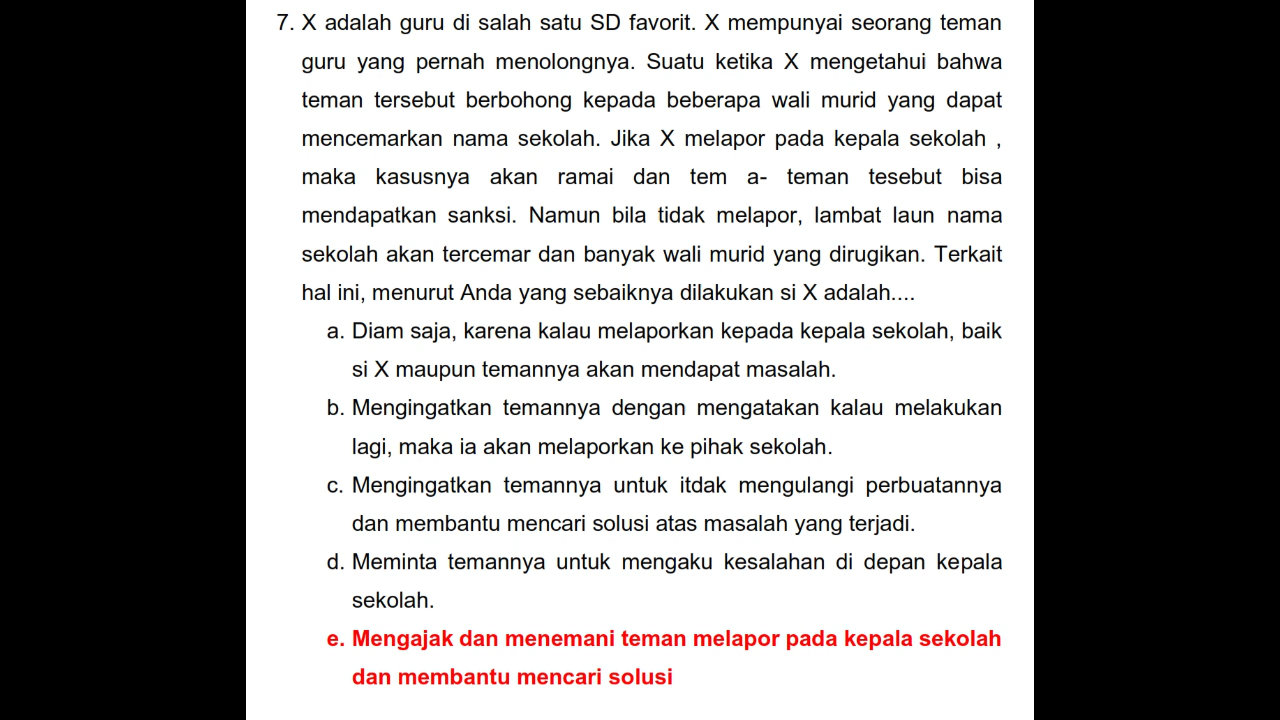 7. X adalah guru di salah satu SD favorit. X mempunyai seorang teman
guru yang pernah menolongnya. Suatu ketika X mengetahui bahwa
teman tersebut berbohong kepada beberapa wali murid yang dapat
mencemarkan nama sekolah. Jika X melapor pada kepala sekolah ,
maka kasusnya akan ramai dan tem a- teman tesebut bisa
mendapatkan sanksi. Namun bila tidak melapor, lambat laun nama
sekolah akan tercemar dan banyak wali murid yang dirugikan. Terkait
hal ini, menurut Anda yang sebaiknya dilakukan si X adalah....
a. Diam saja, karena kalau melaporkan kepada kepala sekolah, baik
si X maupun temannya akan mendapat masalah.
b. Mengingatkan temannya dengan mengatakan kalau melakukan
lagi, maka ia akan melaporkan ke pihak sekolah.
c. Mengingatkan temannya untuk itdak mengulangi perbuatannya
dan membantu mencari solusi atas masalah yang terjadi.
d. Meminta temannya untuk mengaku kesalahan di depan kepala
sekolah.
e. Mengajak dan menemani teman melapor pada kepala sekolah
dan membantu mencari solusi